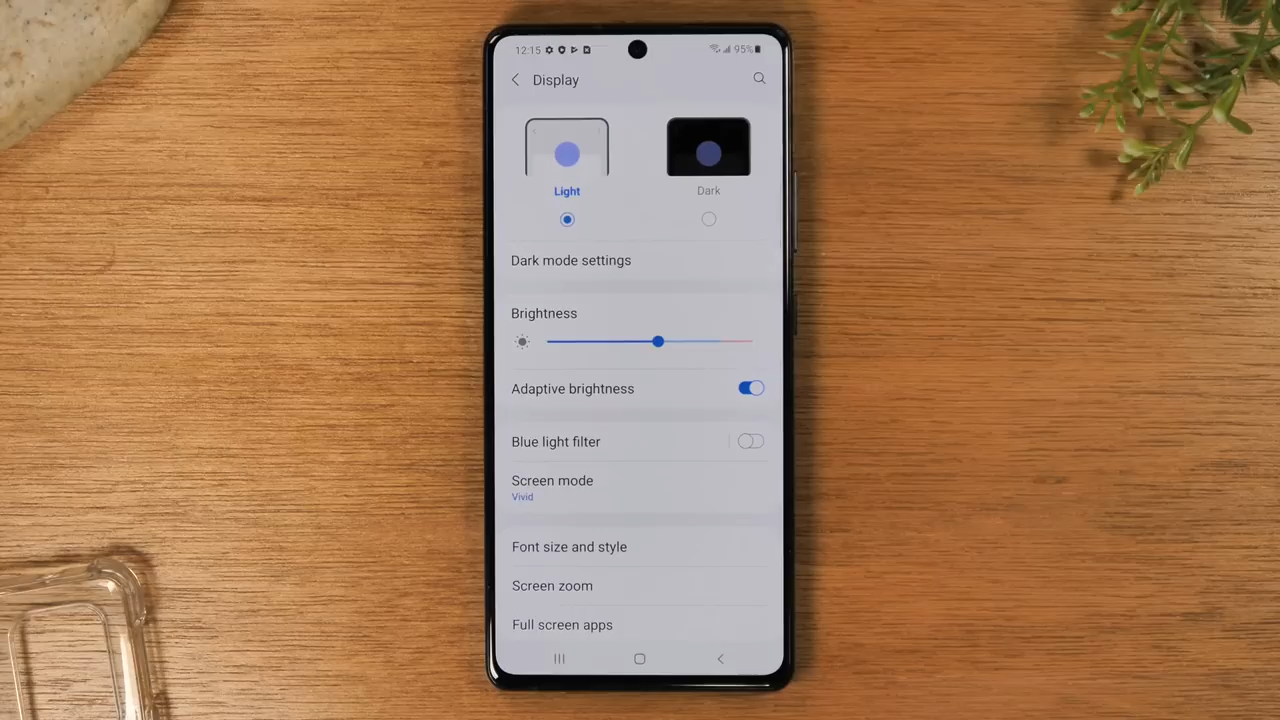 12:15 95%
Display
Light Dark
Dark mode settings
Brightness
Adaptive brightness
Blue light filter
Screen mode
Vivid
Font size and style
Screen zoom
Full screen apps